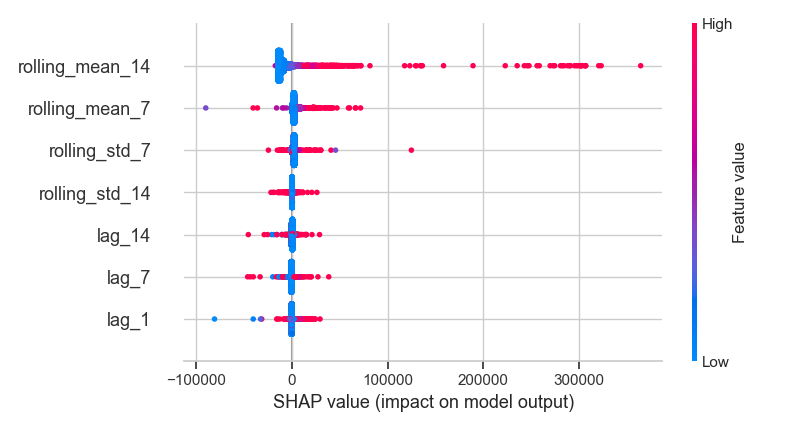 High
rolling_mean_14
rolling_mean_7
rolling_std_7
rolling_std_14
lag_14
lag_7
lag_1
Feature value
Low
−100000 0 100000 200000 300000
SHAP value (impact on model output)